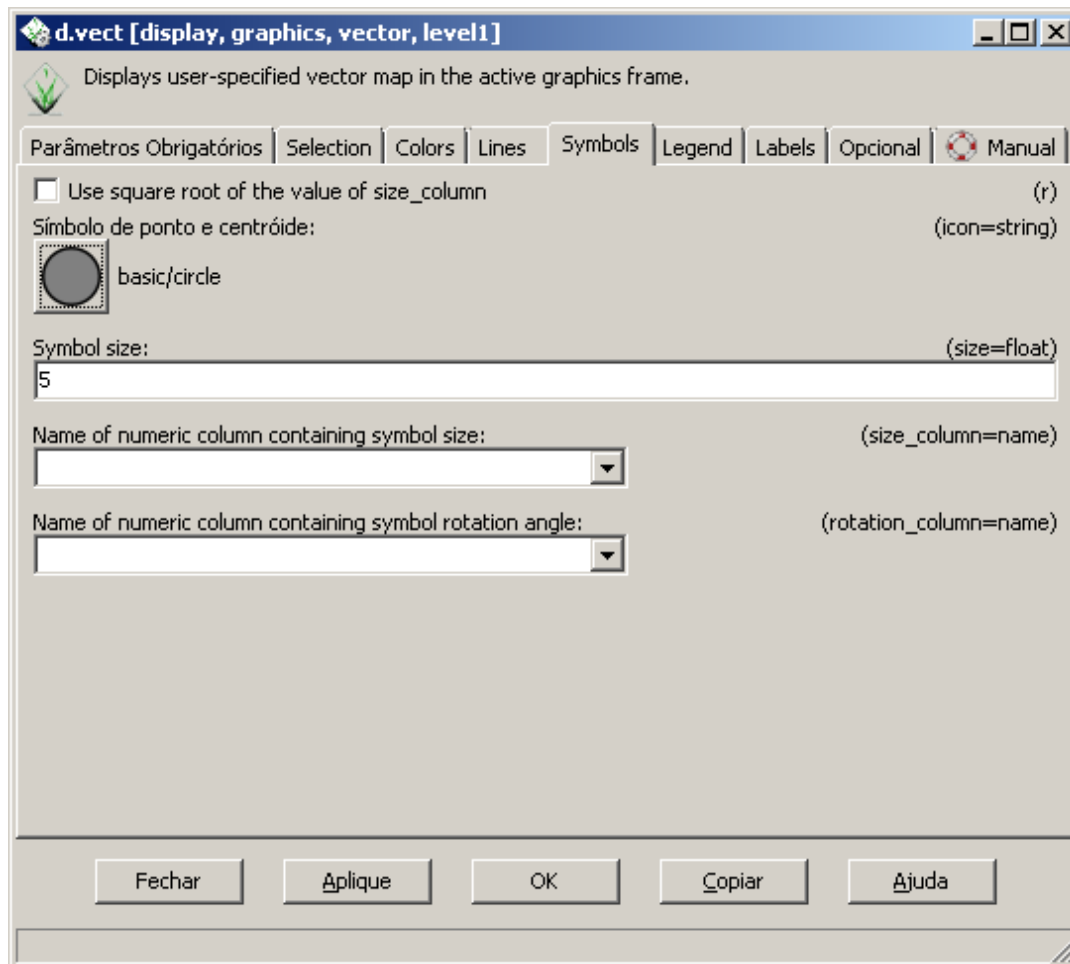 d.vect [display, graphics, vector, level1]
Displays user-specified vector map in the active graphics frame.
Parâmetros Obrigatórios Selection Colors Lines Symbols Legend Labels Opcional Manual
Use square root of the value of size_column (r)
Símbolo de ponto e centróide: (icon=string)
basic/circle
Symbol size: (size=float)
5
Name of numeric column containing symbol size: (size_column=name)
Name of numeric column containing symbol rotation angle: (rotation_column=name)
Fechar Aplique OK Copiar Ajuda